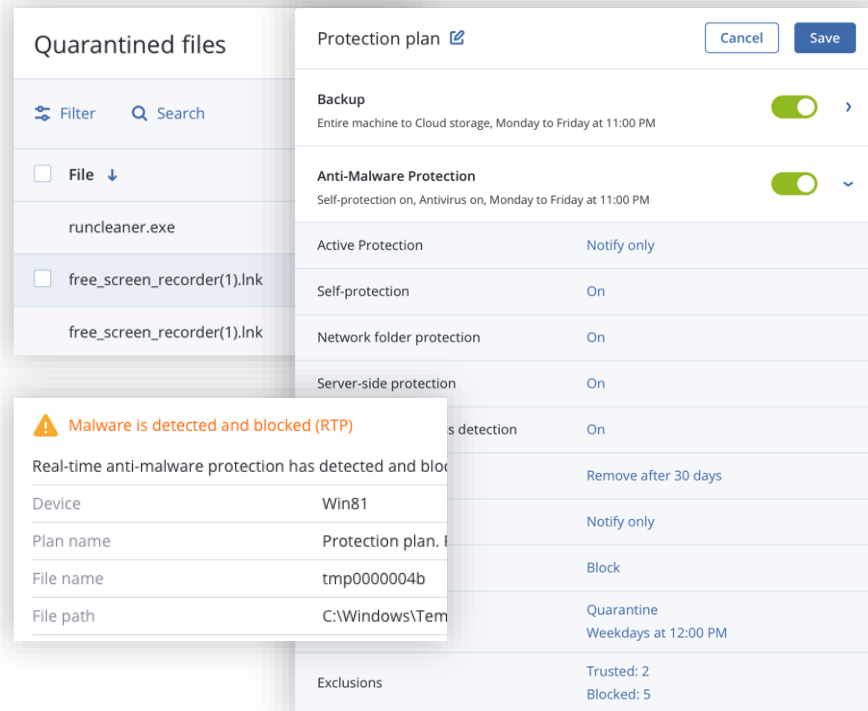 Quarantined files
Filter
Search
File
runcleaner.exe
free_screen_recorder(1).lnk
free_screen_recorder(1).lnk
Protection plan
Cancel
Save
Backup
Entire machine to Cloud storage, Monday to Friday at 11:00 PM
Anti-Malware Protection
Self-protection on, Antivirus on, Monday to Friday at 11:00 PM
Active Protection
Notify only
Self-protection
On
Network folder protection
On
Server-side protection
On
detection
On
Remove after 30 days
Notify only
Block
Quarantine
Weekdays at 12:00 PM
Exclusions
Trusted: 2
Blocked: 5
Malware is detected and blocked (RTP)
Real-time anti-malware protection has detected and
Device
Win81
Plan name
Protection plan.
File name
tmp0000004b
File path
C:\Windows\Tem